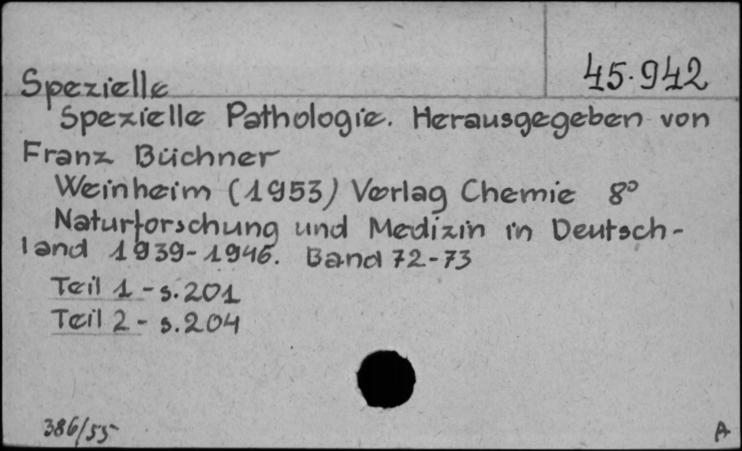 45.942
Spezielle
Spezielle Pathologie. Herausgegeben von
Franz Büchner
Weinheim (1953) Verlag Chemie 8°
Naturforschung und Medizin in Deutsch-
land 1939-1946. Band 72-73
Teil 1 - s.201
Teil 2 - s.204
386/55
A